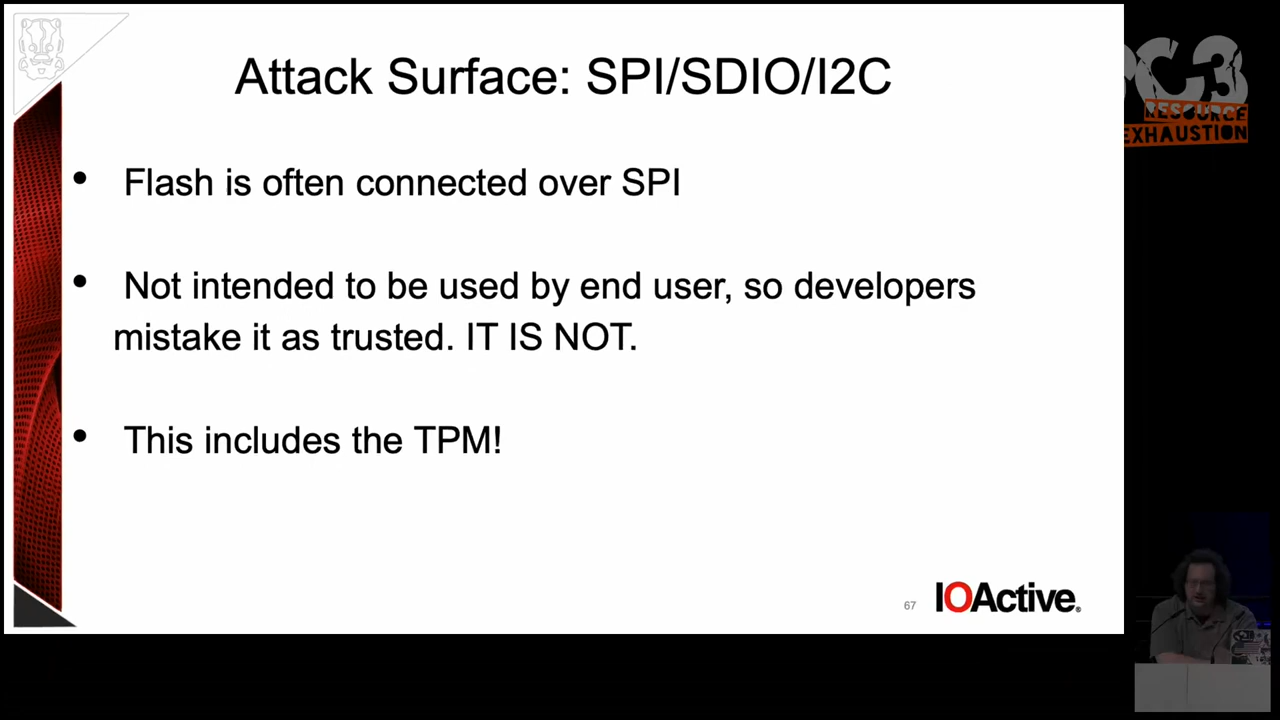 Attack Surface: SPI/SDIO/I2C
• Flash is often connected over SPI
• Not intended to be used by end user, so developers
mistake it as trusted. IT IS NOT.
• This includes the TPM!
67
IOActive®
C3
RESOURCE
EXHAUSTION